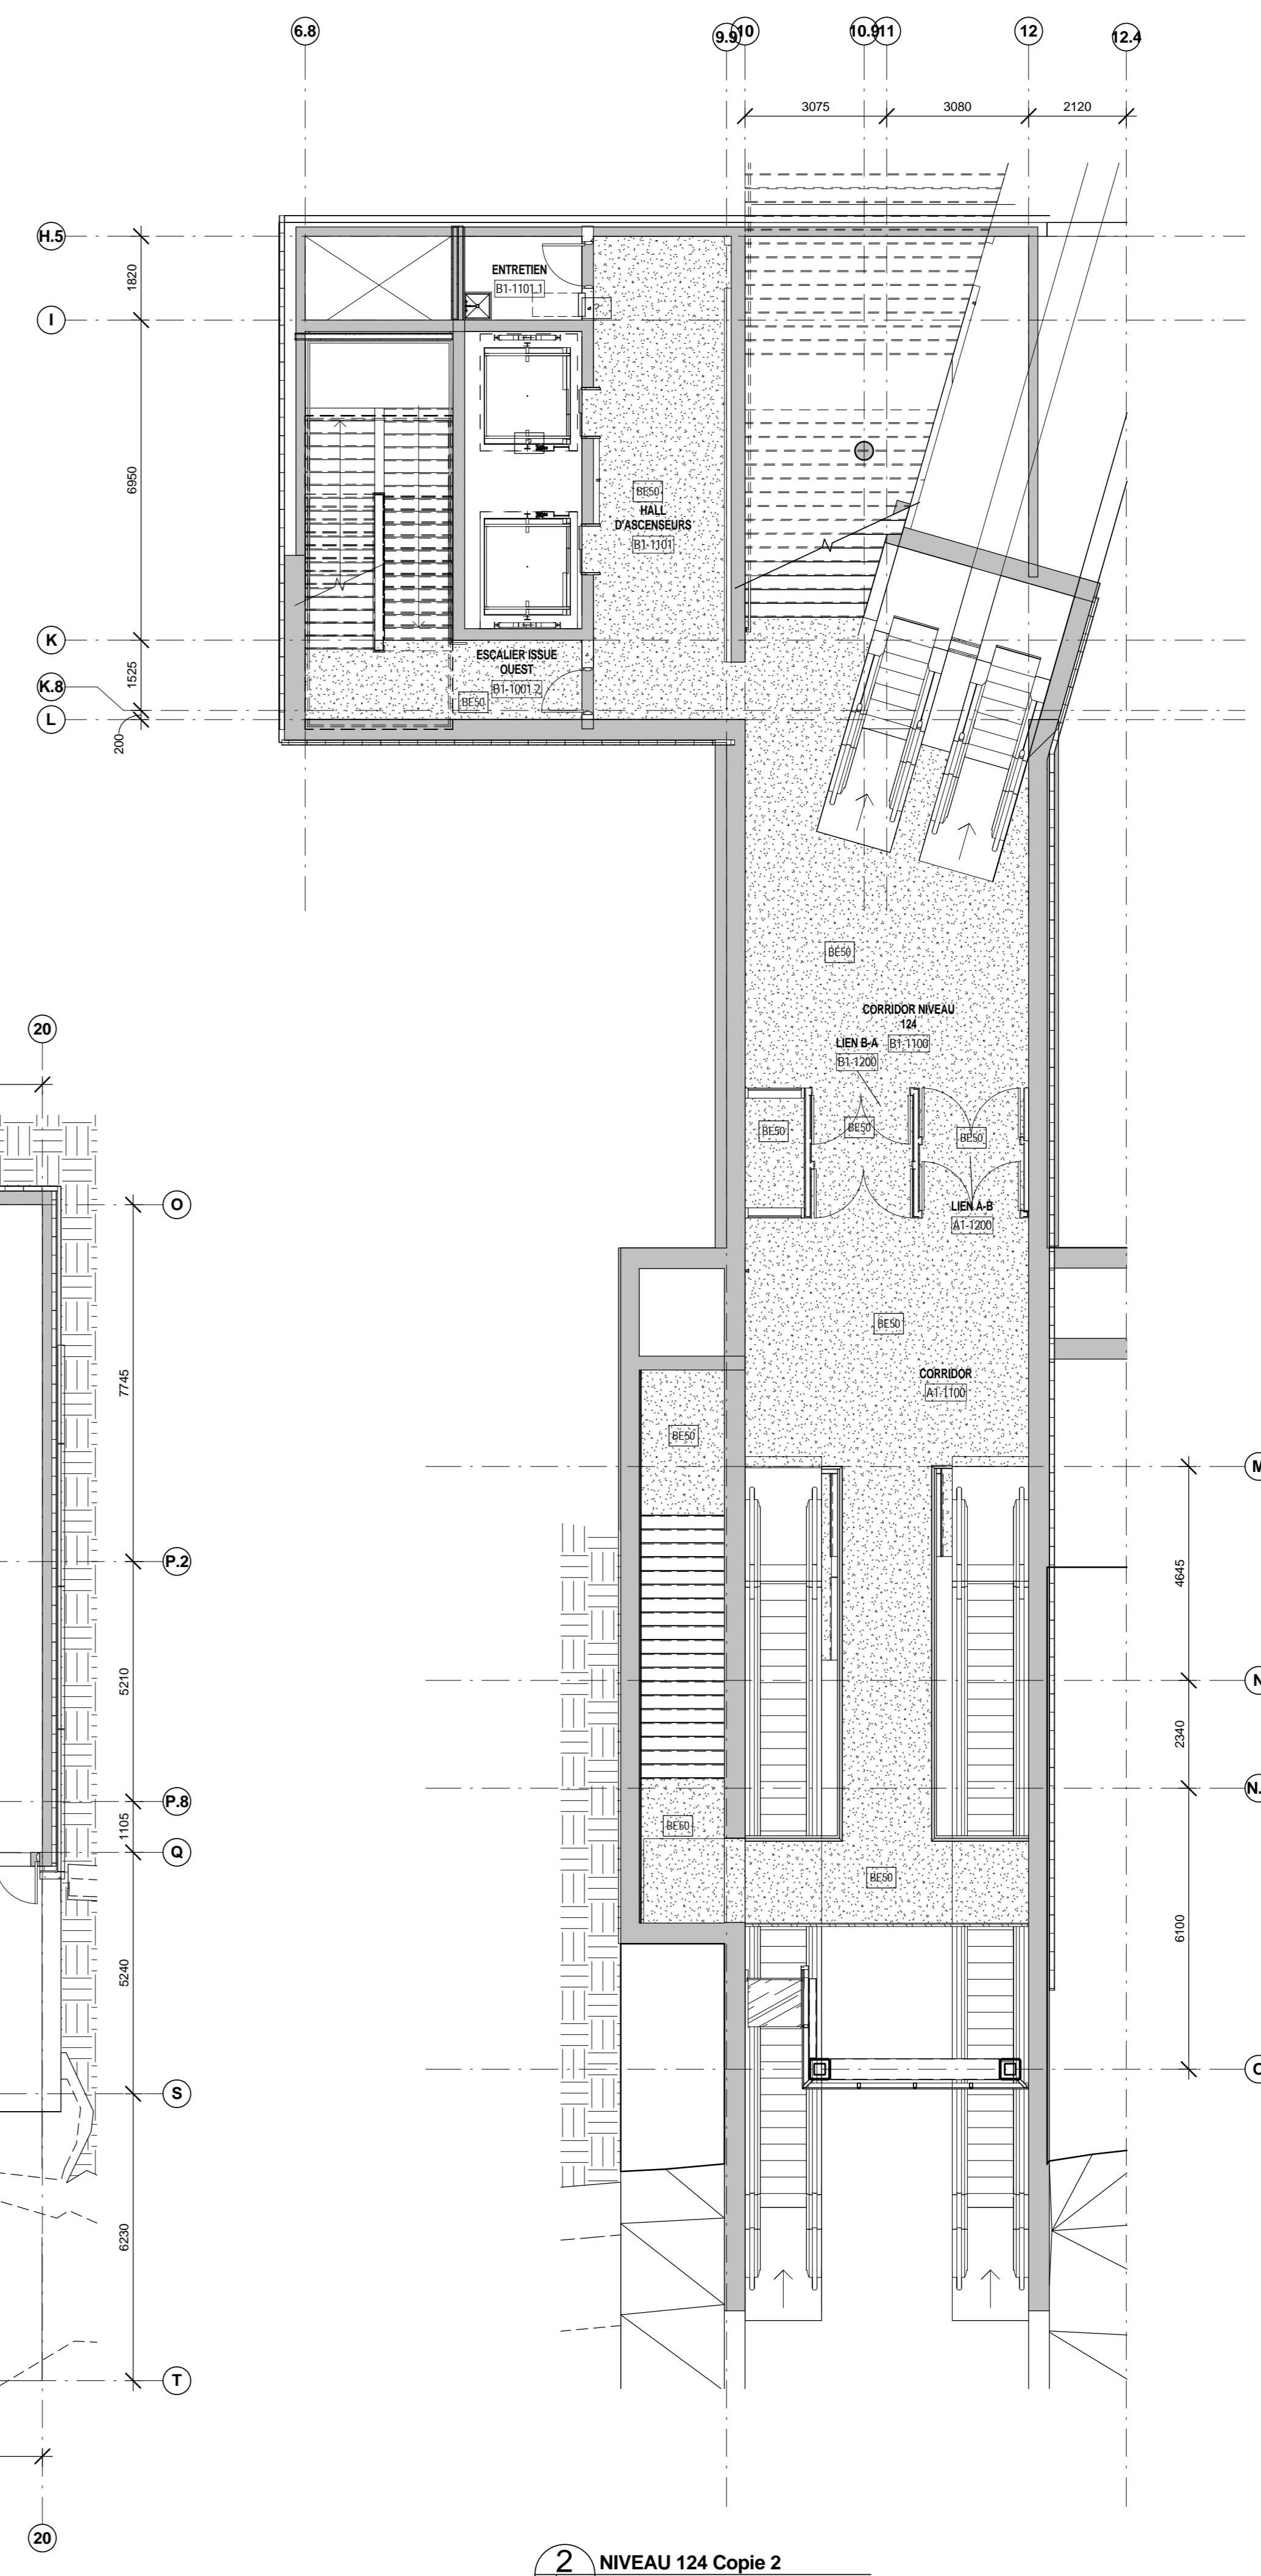 6.8
9.9
10
10.9
11
12
12.4
3075
3080
2120
H.5
1820
ENTRETIEN
B1-1101.1
I
6950
BE50
HALL
D'ASCENSEURS
B1-1101
K
ESCALIER ISSUE
OUEST
B1-1001.2
BE50
1525
K.8
L
200
BE50
CORRIDOR NIVEAU
124
B1-1100
LIEN B-A
B1-1200
20
BE50
BE50
BE50
LIEN A-B
A1-1200
O
BE50
7745
CORRIDOR
A1-1100
BE50
M
P.2
4645
5210
N
2340
N.
P.8
1105
BE50
Q
BE50
6100
5240
S
6230
T
20
2
NIVEAU 124 Copie 2